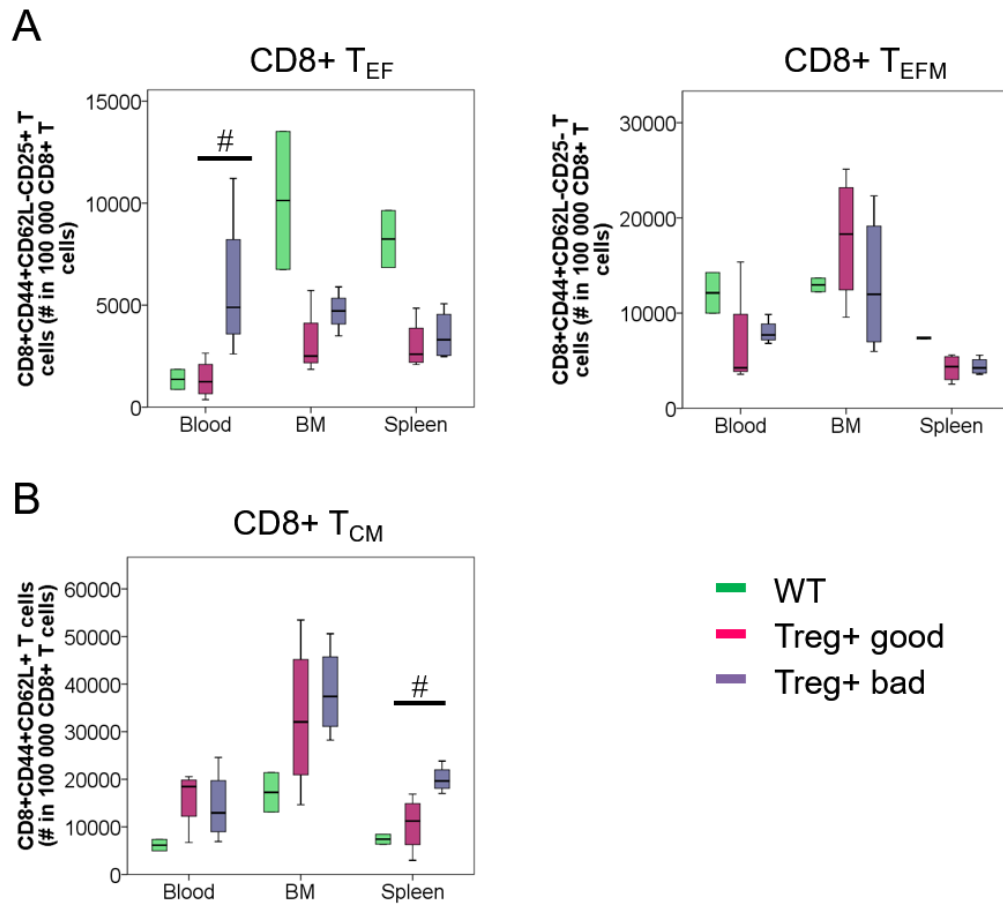 A
CD8+ TEF
CD8+CD44+CD62L-CD25+ T
cells (# in 100 000 CD8+ T
cells)
15000
10000
5000
0
#
Blood
BM
Spleen
CD8+ TEFM
CD8+CD44+CD62L-CD25- T
cells (# in 100 000 CD8+ T
cells)
30000
20000
10000
0
Blood
BM
Spleen
B
CD8+ TCM
CD8+CD44+CD62L+ T cells
(# in 100 000 CD8+ T cells)
60000
50000
40000
30000
20000
10000
0
#
Blood
BM
Spleen
WT
Treg+ good
Treg+ bad